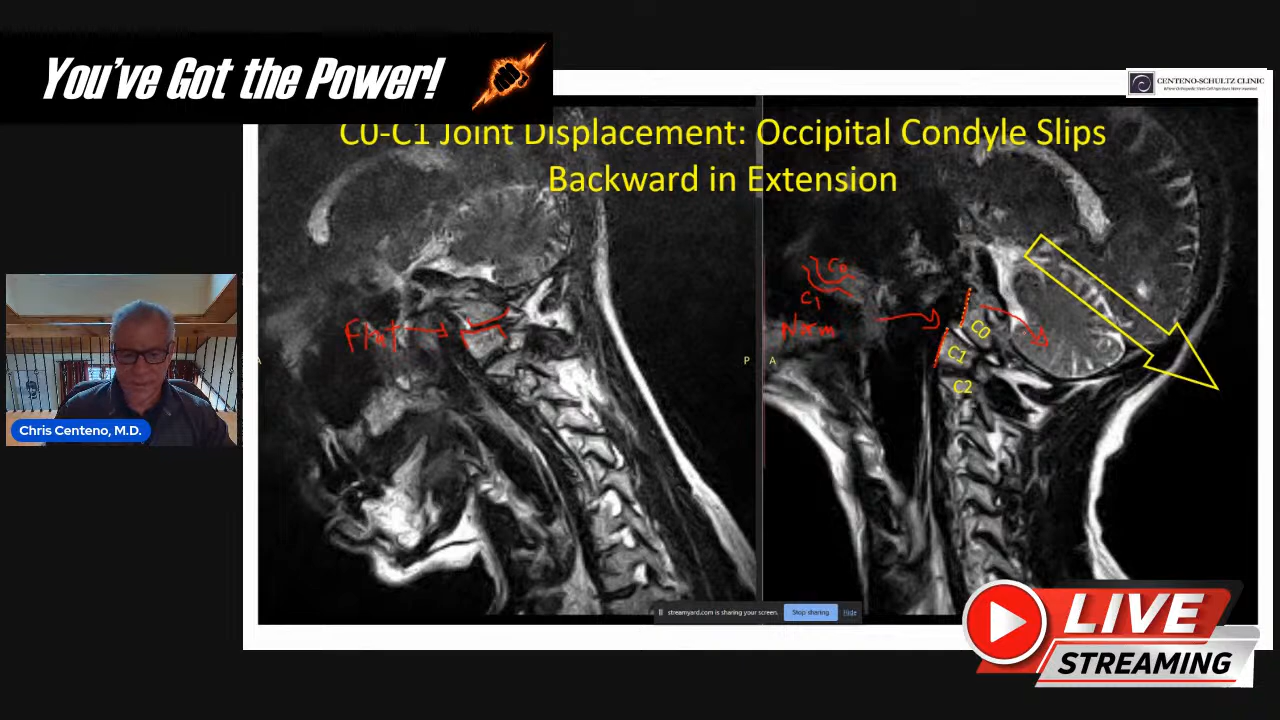 You've Got the Power!
CENTENO-SCHULTZ CLINIC
C0-C1 Joint Displacement: Occipital Condyle Slips
Backward in Extension
C0
C1
Norm
Flat
C0
C1
C2
A
P
A
Chris Centeno, M.D.
streamyard.com is sharing your screen.
Stop sharing
Hide
LIVE
STREAMING